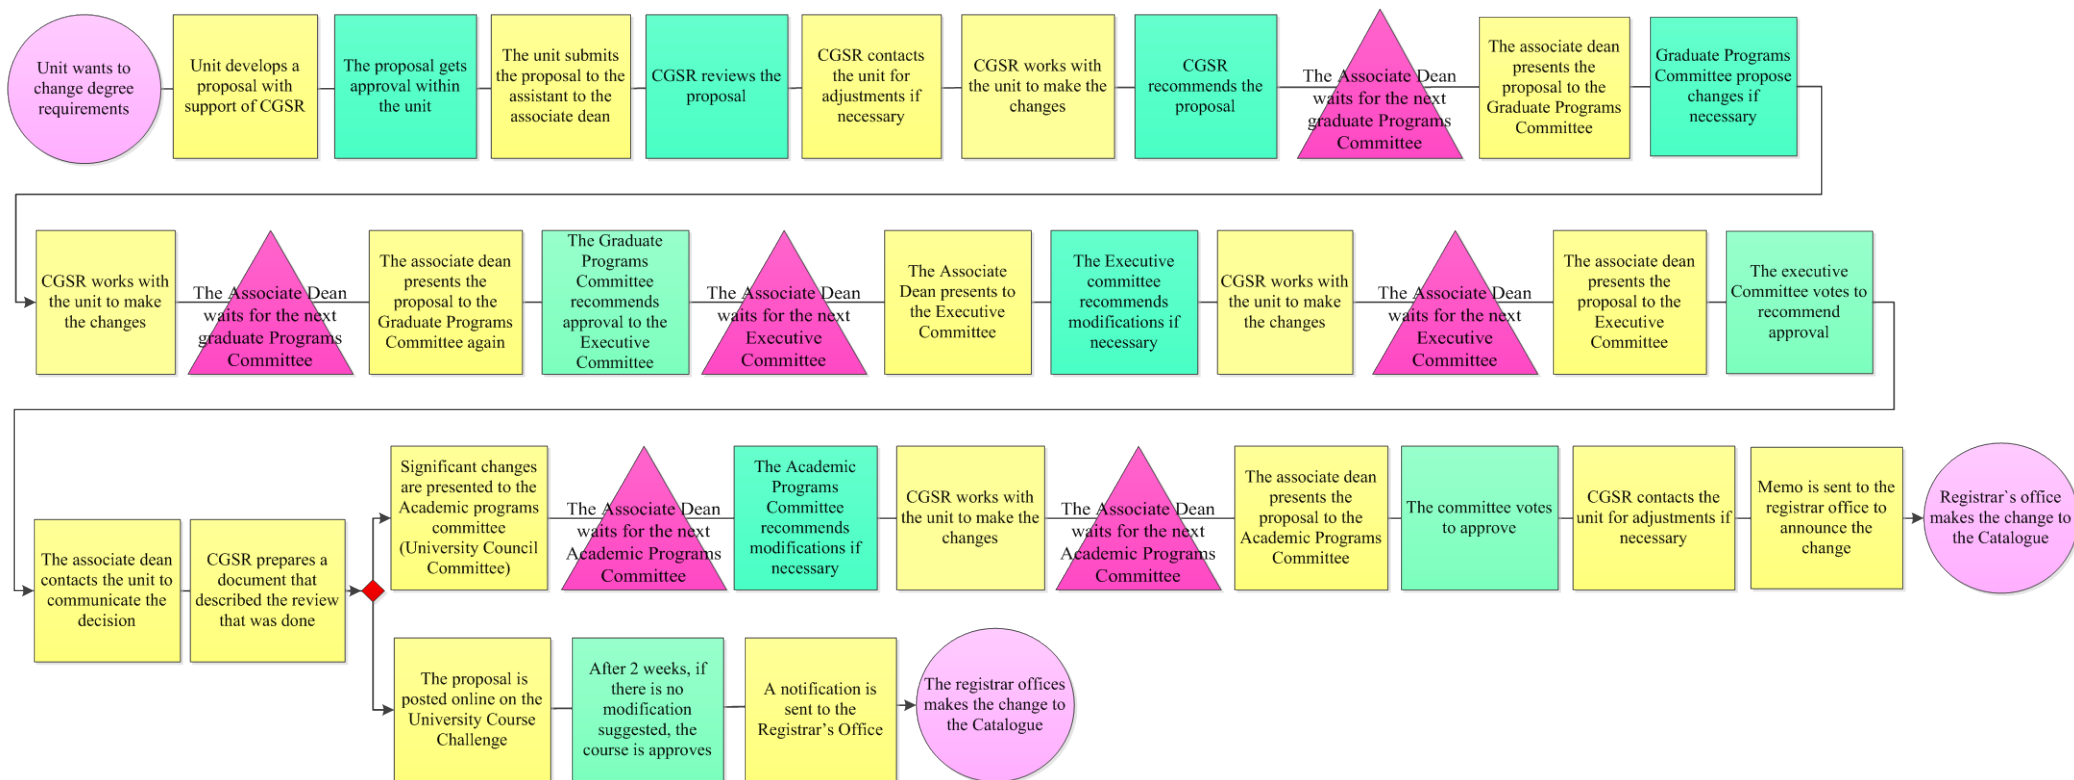 Unit wants to
change degree
requirements
Unit develops a
proposal with
support of CGSR
The proposal gets
approval within
the unit
The unit submits
the proposal to the
assistant to the
associate dean
CGSR reviews the
proposal
CGSR contacts
the unit for
adjustments if
necessary
CGSR works with
the unit to make the
changes
CGSR
recommends the
proposal
The Associate Dean
waits for the next
graduate Programs
Committee
The associate dean
presents the
proposal to the
Graduate Programs
Committee
Graduate Programs
Committee propose
changes if
necessary
CGSR works with
the unit to make
the changes
The Associate Dean
waits for the next
graduate Programs
Committee
The associate dean
presents the
proposal to the
Graduate Programs
Committee again
The Graduate
Programs
Committee
recommends
approval to the
Executive
Committee
The Associate Dean
waits for the next
Executive
Committee
The Associate
Dean presents to
the Executive
Committee
The Executive
committee
recommends
modifications if
necessary
CGSR works with
the unit to make
the changes
The Associate Dean
waits for the next
Executive
Committee
The associate dean
presents the
proposal to the
Executive
Committee
The executive
Committee votes to
recommend
approval
The associate dean
contacts the unit to
communicate the
decision
CGSR prepares a
document that
described the review
that was done
Significant changes
are presented to the
Academic programs
committee
(University Council
Committee)
The Associate Dean
waits for the next
Academic Programs
Committee
The Academic
Programs
Committee
recommends
modifications if
necessary
CGSR works with
the unit to make the
changes
The Associate Dean
waits for the next
Academic Programs
Committee
The associate dean
presents the
proposal to the
Academic Programs
Committee
The committee votes
to approve
CGSR contacts the
unit for adjustments if
necessary
Memo is sent to the
registrar office to
announce the
change
Registrar`s office
makes the change to
the Catalogue
The proposal is
posted online on the
University Course
Challenge
After 2 weeks, if
there is no
modification
suggested, the
course is approves
A notification is
sent to the
Registrar’s Office
The registrar offices
makes the change to
the Catalogue